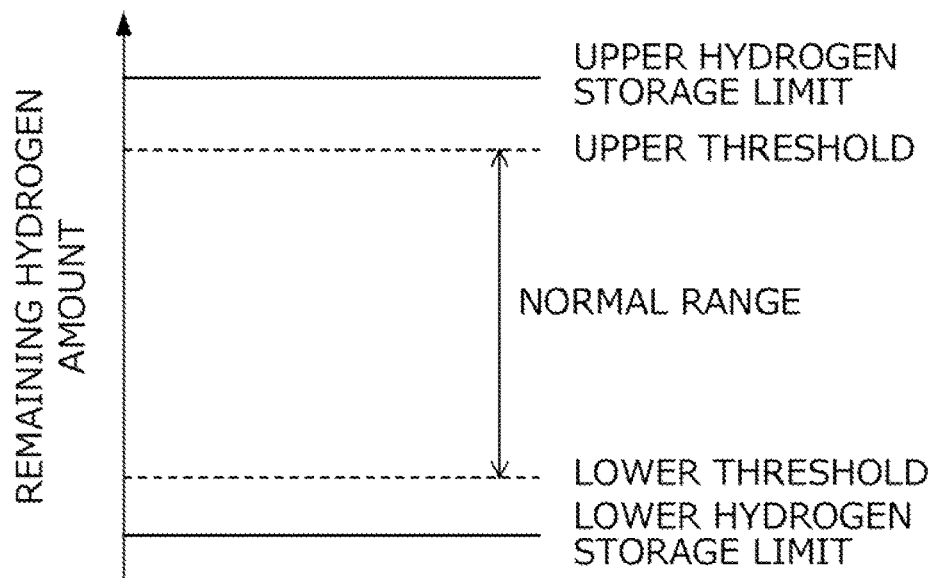 REMAINING HYDROGEN
AMOUNT
UPPER HYDROGEN
STORAGE LIMIT
UPPER THRESHOLD
NORMAL RANGE
LOWER THRESHOLD
LOWER HYDROGEN
STORAGE LIMIT